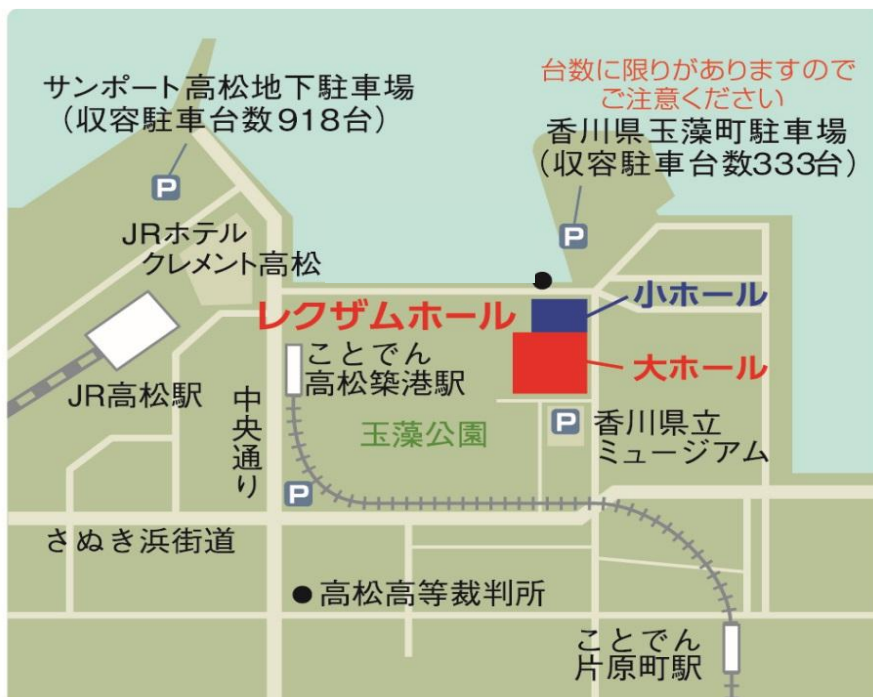 サンポート高松地下駐車場
（収容駐車台数918台）
台数に限りがありますので
ご注意ください
香川県玉藻町駐車場
（収容駐車台数333台）
P
P
JRホテル
クレメント高松
レクザムホール
小ホール
大ホール
ことでん
高松築港駅
JR高松駅
中央通り
玉藻公園
P
香川県立
ミュージアム
P
さぬき浜街道
高松高等裁判所
ことでん
片原町駅